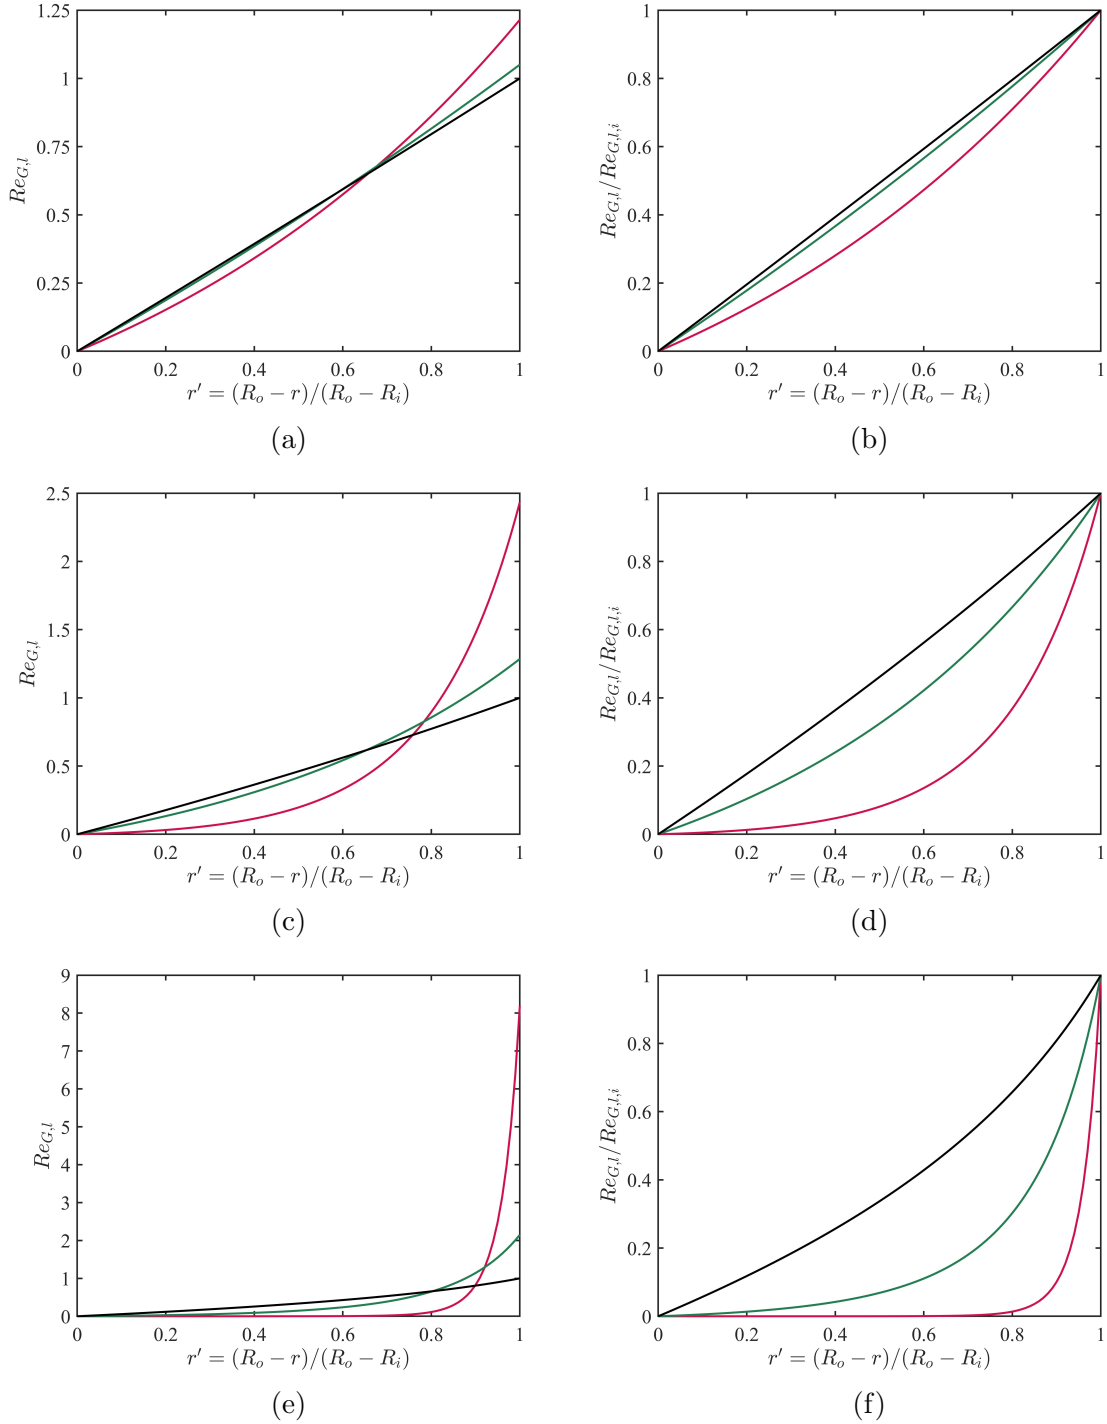 1.25
1
0.75
0.5
0.25
0
Re_{G,l}
0 0.2 0.4 0.6 0.8 1
r′ = (R_o − r)/(R_o − R_i)
(a)
1
0.8
0.6
0.4
0.2
0
Re_{G,l}/Re_{G,l,i}
0 0.2 0.4 0.6 0.8 1
r′ = (R_o − r)/(R_o − R_i)
(b)
2.5
2
1.5
1
0.5
0
Re_{G,l}
0 0.2 0.4 0.6 0.8 1
r′ = (R_o − r)/(R_o − R_i)
(c)
1
0.8
0.6
0.4
0.2
0
Re_{G,l}/Re_{G,l,i}
0 0.2 0.4 0.6 0.8 1
r′ = (R_o − r)/(R_o − R_i)
(d)
9
8
7
6
5
4
3
2
1
0
Re_{G,l}
0 0.2 0.4 0.6 0.8 1
r′ = (R_o − r)/(R_o − R_i)
(e)
1
0.8
0.6
0.4
0.2
0
Re_{G,l}/Re_{G,l,i}
0 0.2 0.4 0.6 0.8 1
r′ = (R_o − r)/(R_o − R_i)
(f)